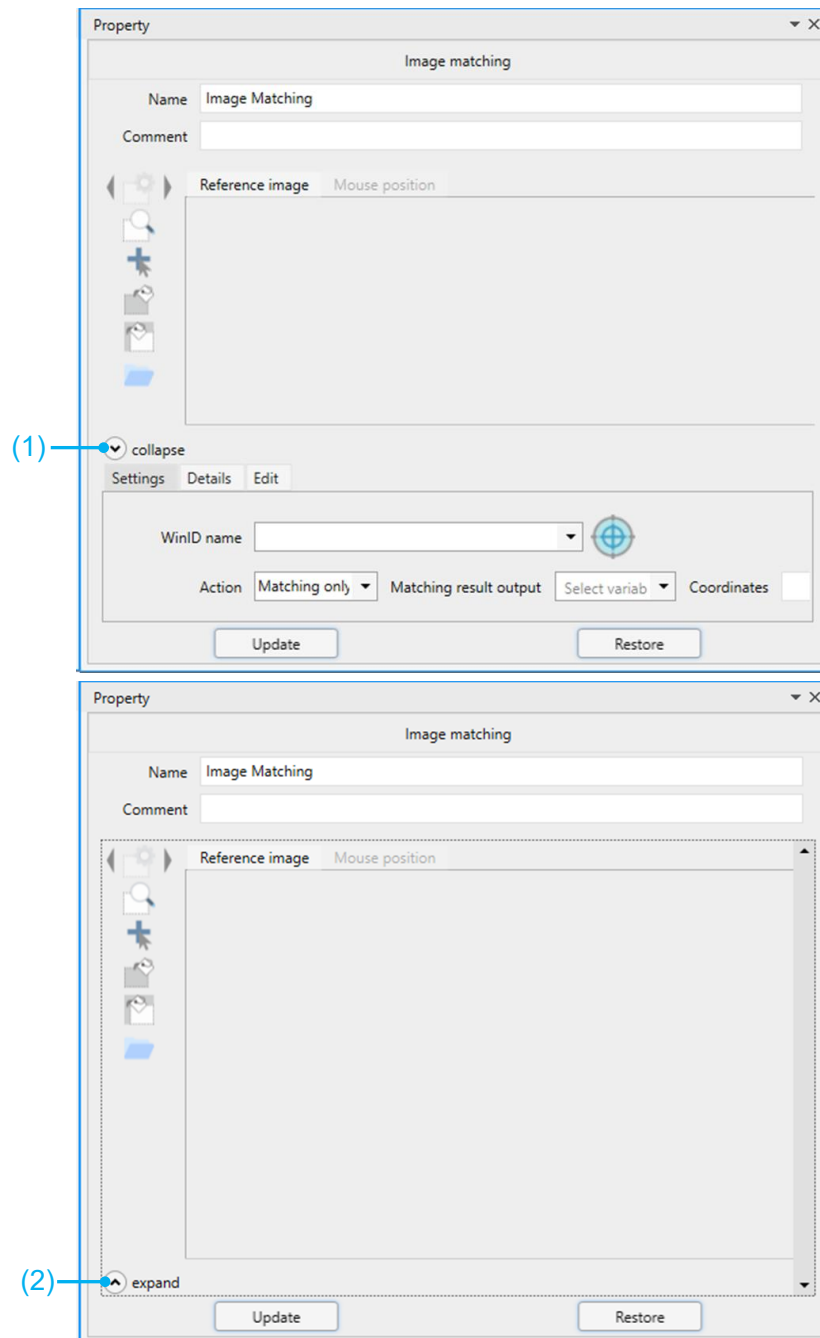 Property
Image matching
Name Image Matching
Comment
Reference image Mouse position
(1) collapse
Settings Details Edit
WinID name
Action Matching only Matching result output Select variab Coordinates
Update Restore
Property
Image matching
Name Image Matching
Comment
Reference image Mouse position
(2) expand
Update Restore